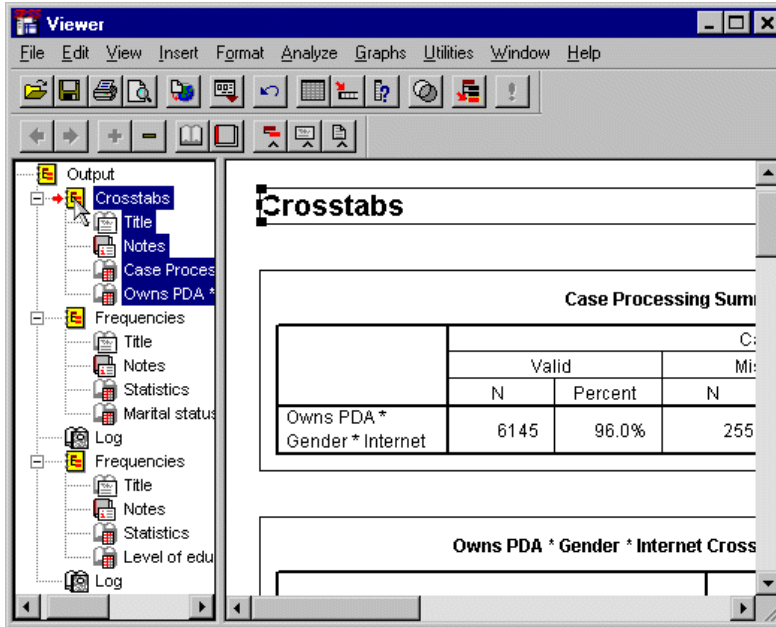 Viewer
File Edit View Insert Format Analyze Graphs Utilities Window Help
Output
Crosstabs
Title
Notes
Case Proces
Owns PDA *
Frequencies
Title
Notes
Statistics
Marital status
Log
Frequencies
Title
Notes
Statistics
Level of edu
Log
Crosstabs
Case Processing Summ
Ca
Valid Mis
N Percent N
Owns PDA *
Gender * Internet 6145 96.0% 255
Owns PDA * Gender * Internet Cross